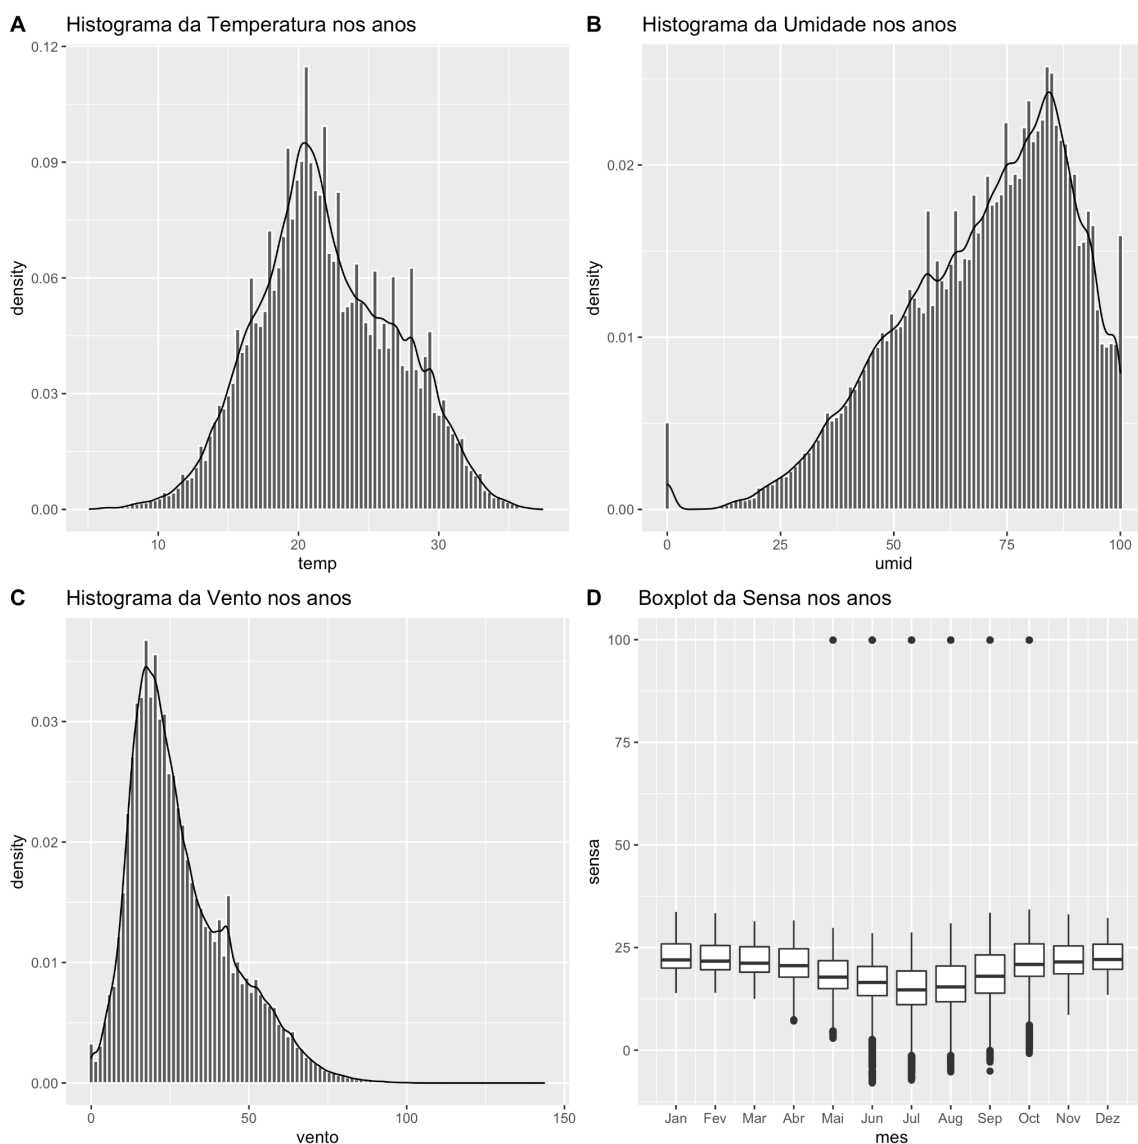 A Histograma da Temperatura nos anos
0.12
0.09
0.06
0.03
0.00
density
10 20 30
temp
B Histograma da Umidade nos anos
0.02
0.01
0.00
density
0 25 50 75 100
umid
C Histograma da Vento nos anos
0.03
0.02
0.01
0.00
density
0 50 100 150
vento
D Boxplot da Sensa nos anos
100
75
50
25
0
sensa
Jan Fev Mar Abr Mai Jun Jul Aug Sep Oct Nov Dez
mes